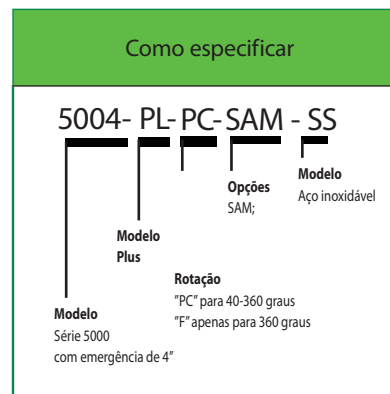 Como especificar
5004- PL-PC-SAM - SS
Opções
SAM;
Modelo
Aço inoxidável
Modelo
Plus
Rotação
"PC" para 40-360 graus
"F" apenas para 360 graus
Modelo
Série 5000
com emergência de 4"